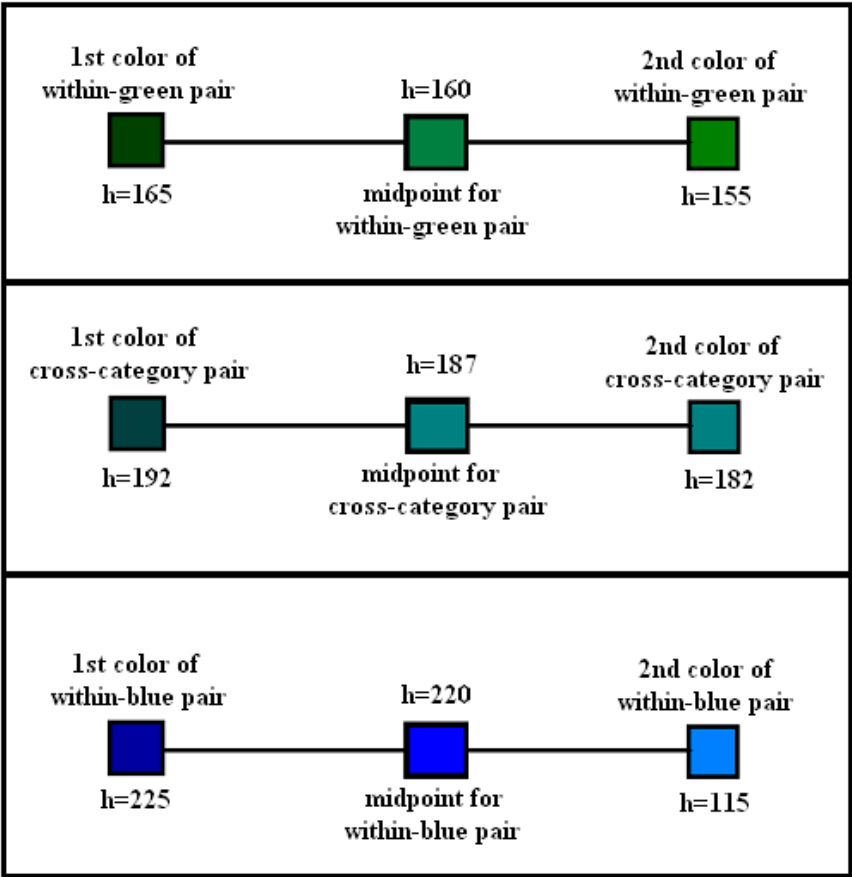 1st color of
within-green pair
h=165
h=160
midpoint for
within-green pair
2nd color of
within-green pair
h=155
1st color of
cross-category pair
h=192
h=187
midpoint for
cross-category pair
2nd color of
cross-category pair
h=182
1st color of
within-blue pair
h=225
h=220
midpoint for
within-blue pair
2nd color of
within-blue pair
h=115